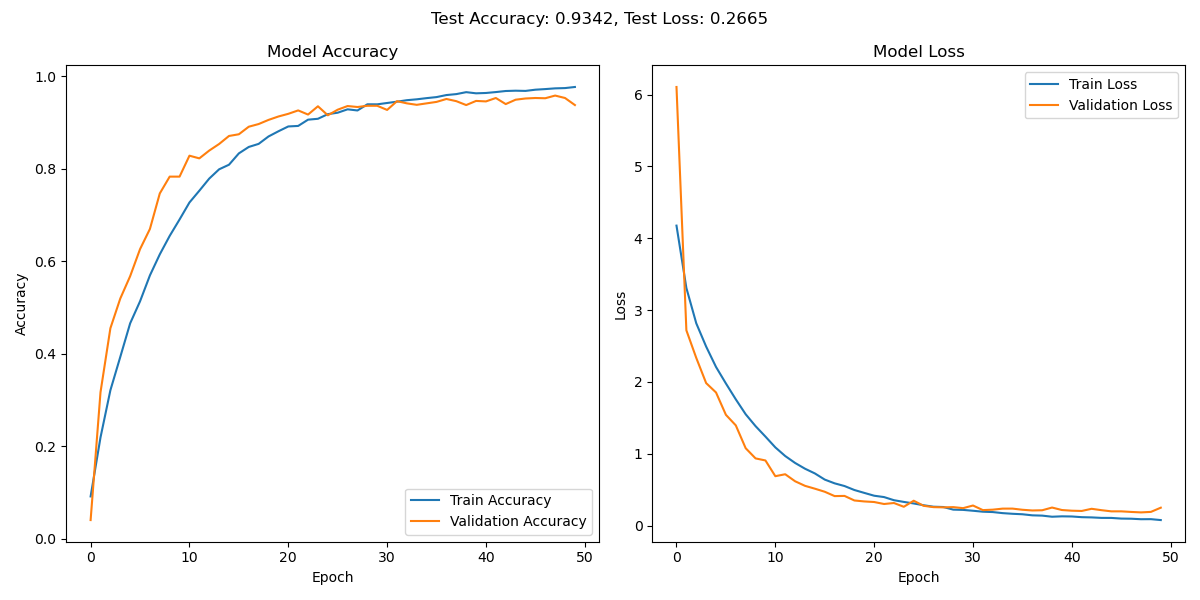 Test Accuracy: 0.9342, Test Loss: 0.2665
Model Accuracy
1.0
0.8
0.6
0.4
0.2
0.0
Accuracy
Train Accuracy
Validation Accuracy
0 10 20 30 40 50
Epoch
Model Loss
6
5
4
3
2
1
0
Loss
Train Loss
Validation Loss
0 10 20 30 40 50
Epoch